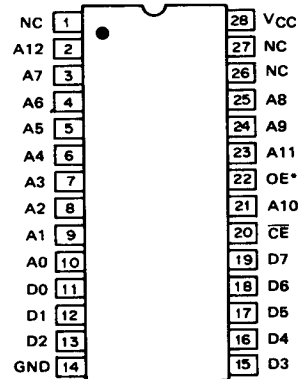 NC 1 28 VCC
A12 2 27 NC
A7 3 26 NC
A6 4 25 A8
A5 5 24 A9
A4 6 23 A11
A3 7 22 OE*
A2 8 21 A10
A1 9 20 CE
A0 10 19 D7
D0 11 18 D6
D1 12 17 D5
D2 13 16 D4
GND 14 15 D3